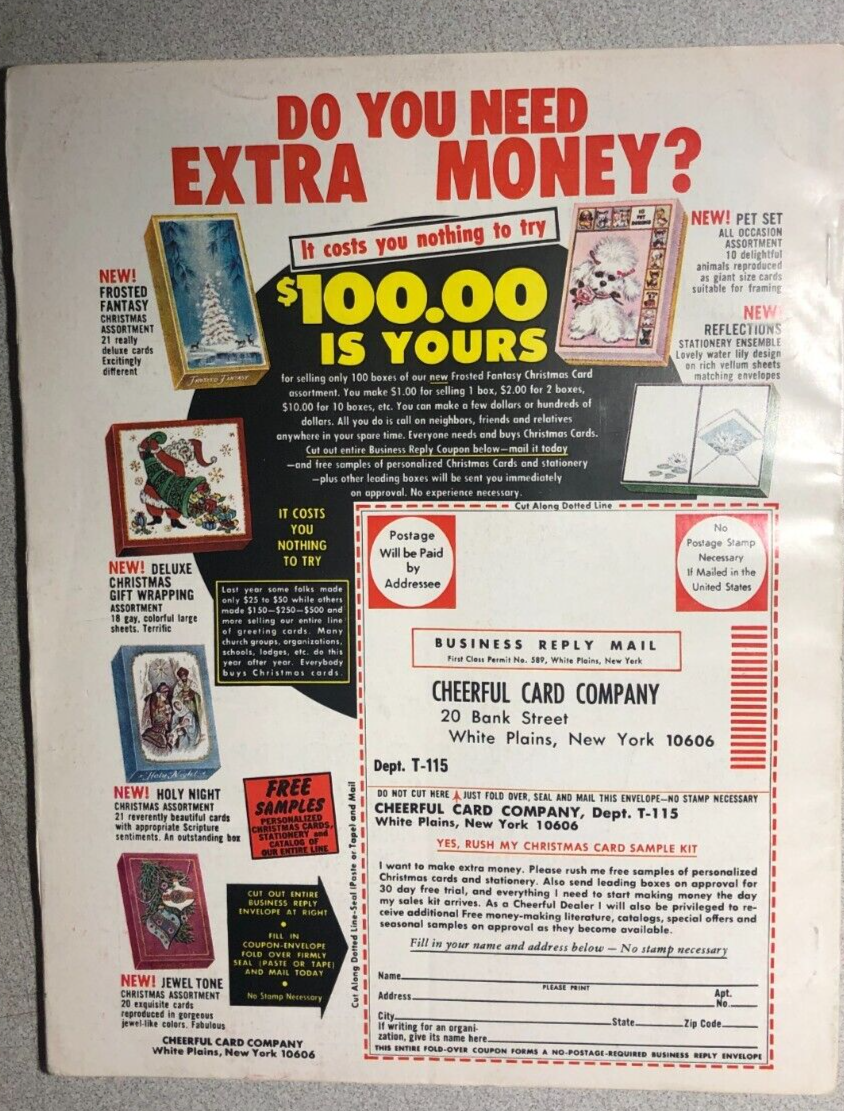 DO YOU NEED
EXTRA MONEY?
It costs you nothing to try
$100.00
IS YOURS
for selling only 100 boxes of our new Frosted Fantasy Christmas Card
assortment. You make $1.00 for selling 1 box, $2.00 for 2 boxes,
$10.00 for 10 boxes, etc. You can make a few dollars or hundreds of
dollars. All you do is call on neighbors, friends and relatives
anywhere in your spare time. Everyone needs and buys Christmas Cards.
Cut out entire Business Reply Coupon below—mail it today
—and free samples of personalized Christmas Cards and stationery
—plus other leading boxes will be sent you immediately
on approval. No experience necessary.
NEW!
FROSTED
FANTASY
CHRISTMAS
ASSORTMENT
21 really
deluxe cards
Excitingly
different
Frosted Fantasy
10
PET
NEW! PET SET
ALL OCCASION
ASSORTMENT
10 delightful
animals reproduced
as giant size cards
suitable for framing
NEW!
REFLECTIONS
STATIONERY ENSEMBLE
Lovely water lily design
on rich vellum sheets
matching envelopes
NEW! DELUXE
CHRISTMAS
GIFT WRAPPING
ASSORTMENT
18 gay, colorful large
sheets. Terrific
IT COSTS
YOU
NOTHING
TO TRY
Last year some folks made
only $25 to $50 while others
made $150—$250—$500 and
more selling our entire line
of greeting cards. Many
church groups, organizations,
schools, lodges, etc. do this
year after year. Everybody
buys Christmas cards.
Holy Night
NEW! HOLY NIGHT
CHRISTMAS ASSORTMENT
21 reverently beautiful cards
with appropriate Scripture
sentiments. An outstanding box
FREE
SAMPLES
PERSONALIZED
CHRISTMAS CARDS,
STATIONERY and
CATALOG of
OUR ENTIRE LINE
NEW! JEWEL TONE
CHRISTMAS ASSORTMENT
20 exquisite cards
reproduced in gorgeous
jewel-like colors. Fabulous
CUT OUT ENTIRE
BUSINESS REPLY
ENVELOPE AT RIGHT
FILL IN
COUPON-ENVELOPE
FOLD OVER FIRMLY
SEAL (PASTE OR TAPE)
AND MAIL TODAY
No Stamp Necessary
CHEERFUL CARD COMPANY
White Plains, New York 10606
Cut Along Dotted Line
Cut Along Dotted Line-Seal (Paste or Tape) and Mail
Postage
Will be Paid
by
Addressee
No
Postage Stamp
Necessary
If Mailed in the
United States
BUSINESS REPLY MAIL
First Class Permit No. 589, White Plains, New York
CHEERFUL CARD COMPANY
20 Bank Street
White Plains, New York 10606
Dept. T-115
DO NOT CUT HERE JUST FOLD OVER, SEAL AND MAIL THIS ENVELOPE—NO STAMP NECESSARY
CHEERFUL CARD COMPANY, Dept. T-115
White Plains, New York 10606
YES, RUSH MY CHRISTMAS CARD SAMPLE KIT
I want to make extra money. Please rush me free samples of personalized
Christmas cards and stationery. Also send leading boxes on approval for
30 day free trial, and everything I need to start making money the day
my sales kit arrives. As a Cheerful Dealer I will also be privileged to re-
ceive additional Free money-making literature, catalogs, special offers and
seasonal samples on approval as they become available.
Fill in your name and address below — No stamp necessary
Name
PLEASE PRINT
Address Apt. No.
City State Zip Code
If writing for an organi-
zation, give its name here
THIS ENTIRE FOLD-OVER COUPON FORMS A NO-POSTAGE-REQUIRED BUSINESS REPLY ENVELOPE